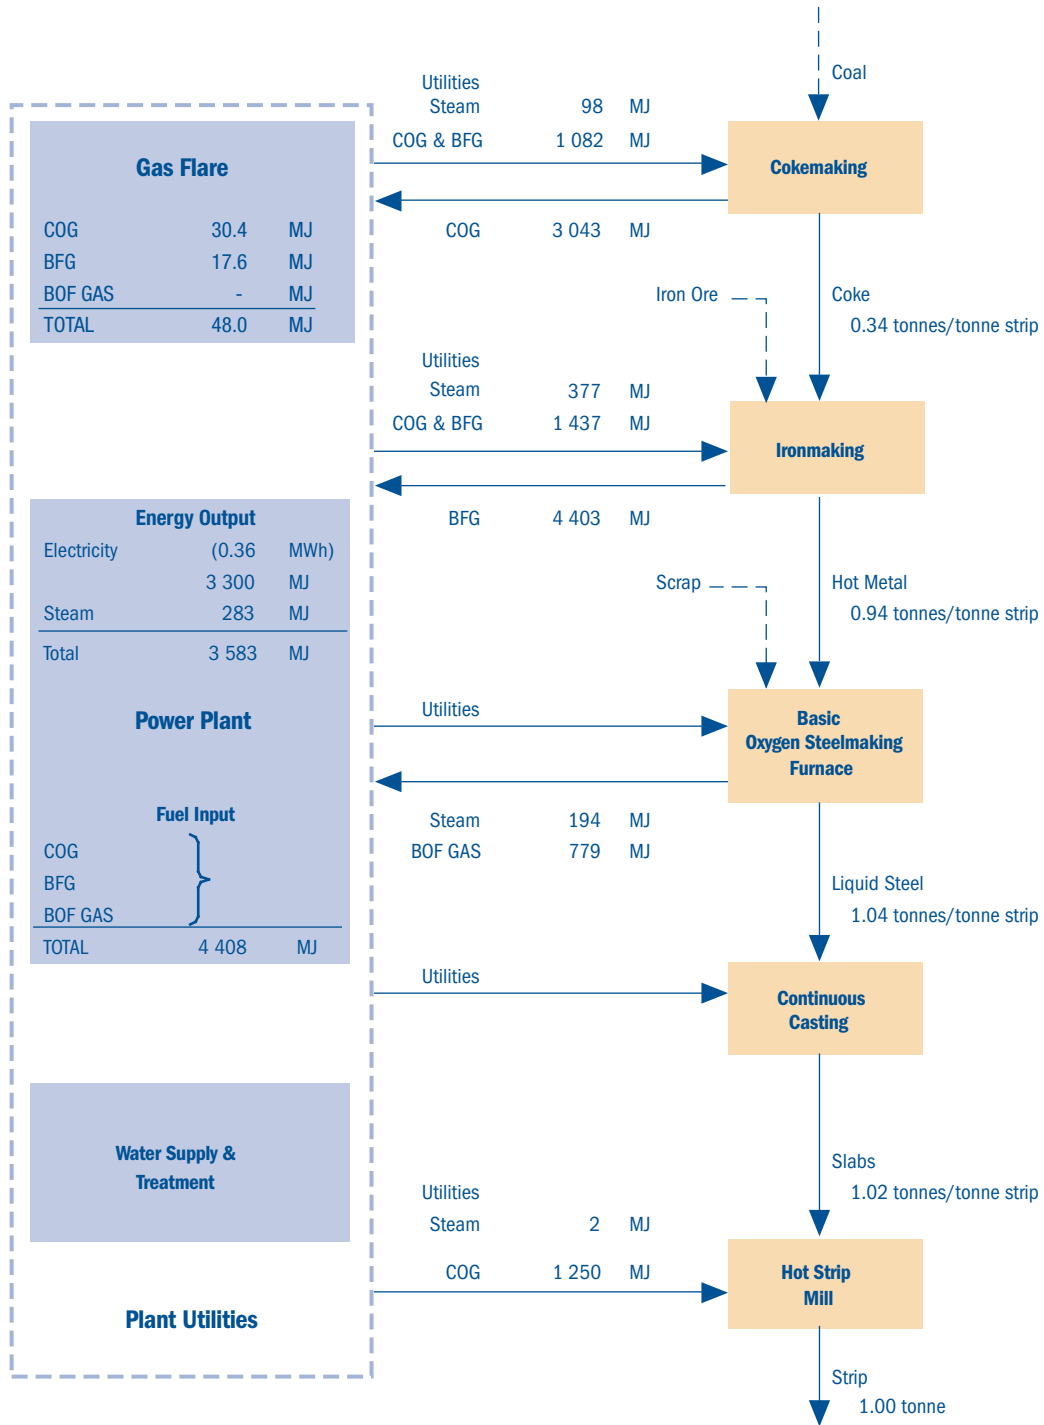 Coal
Utilities
Steam 98 MJ
COG & BFG 1 082 MJ
Cokemaking
COG 3 043 MJ
Gas Flare
COG 30.4 MJ
BFG 17.6 MJ
BOF GAS - MJ
TOTAL 48.0 MJ
Iron Ore
Coke
0.34 tonnes/tonne strip
Utilities
Steam 377 MJ
COG & BFG 1 437 MJ
Ironmaking
BFG 4 403 MJ
Energy Output
Electricity (0.36 MWh)
3 300 MJ
Steam 283 MJ
Total 3 583 MJ
Scrap
Hot Metal
0.94 tonnes/tonne strip
Power Plant
Utilities
Basic
Oxygen Steelmaking
Furnace
Fuel Input
COG
BFG
BOF GAS
TOTAL 4 408 MJ
Steam 194 MJ
BOF GAS 779 MJ
Liquid Steel
1.04 tonnes/tonne strip
Utilities
Continuous
Casting
Water Supply &
Treatment
Slabs
1.02 tonnes/tonne strip
Utilities
Steam 2 MJ
COG 1 250 MJ
Hot Strip
Mill
Plant Utilities
Strip
1.00 tonne